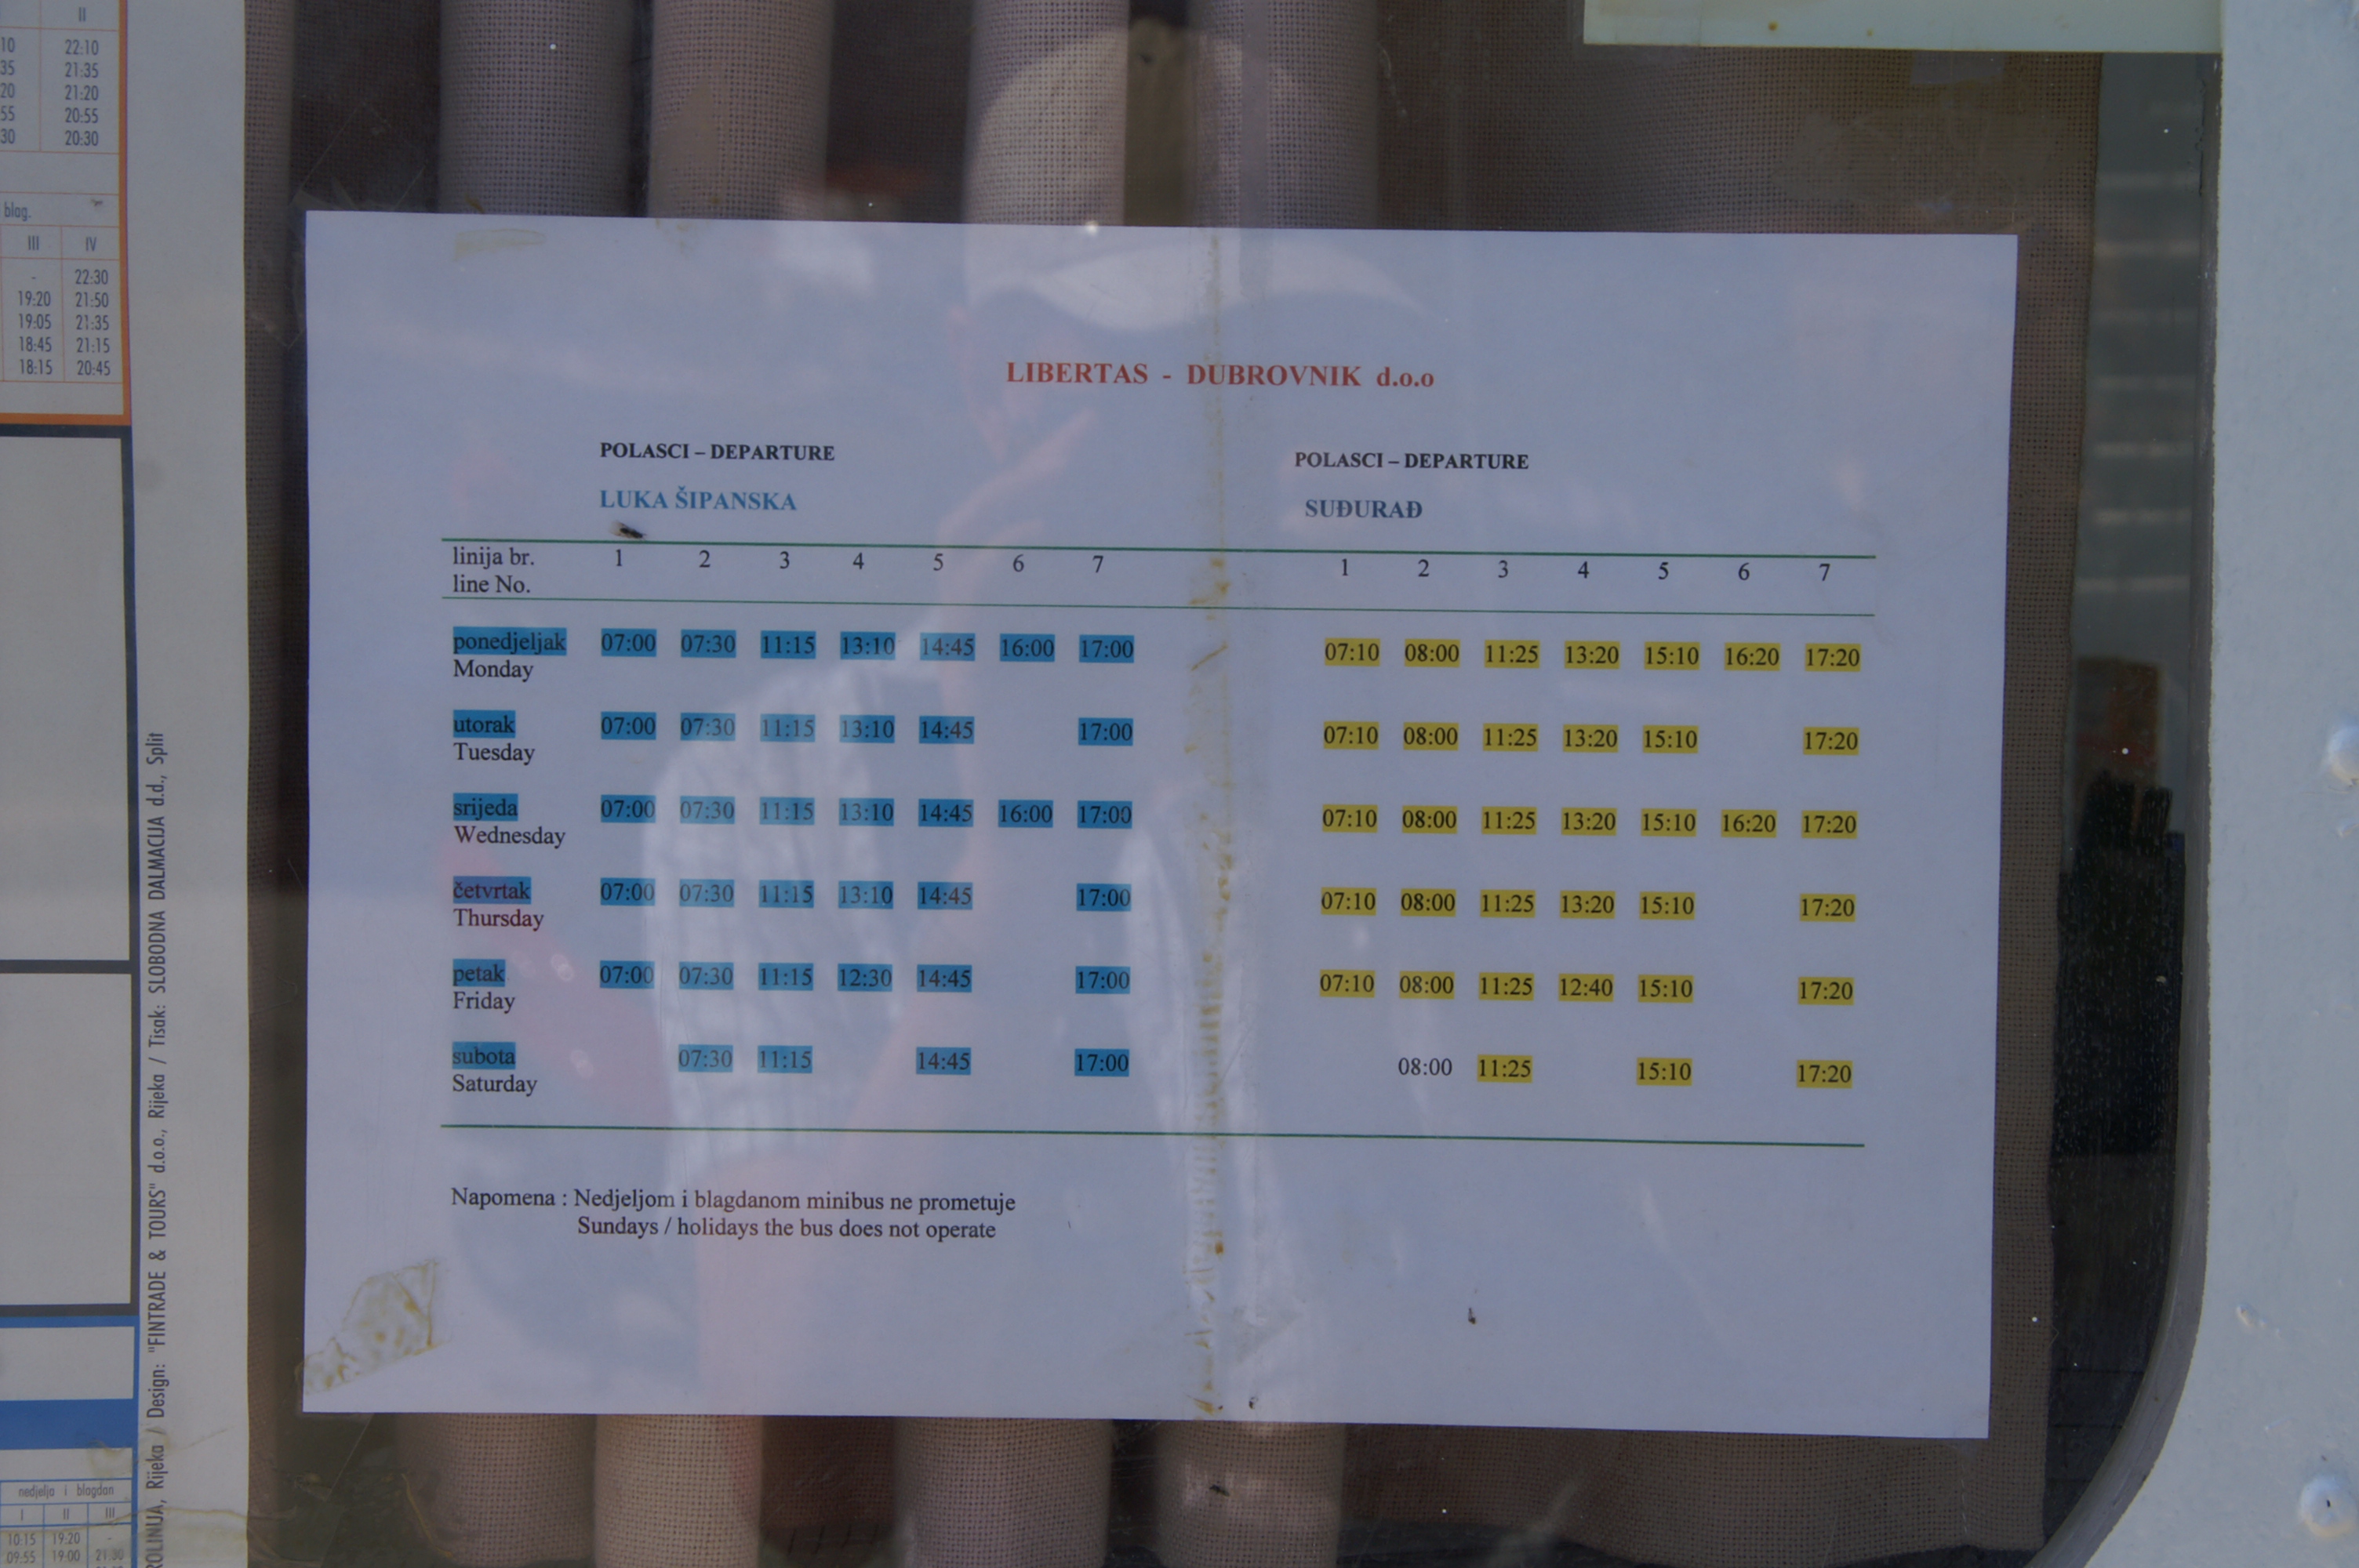 II
10 22:10
35 21:35
20 21:20
55 20:55
30 20:30
blag.
III IV
- 22:30
19:20 21:50
19:05 21:35
18:45 21:15
18:15 20:45
LIBERTAS - DUBROVNIK d.o.o
POLASCI – DEPARTURE POLASCI – DEPARTURE
LUKA ŠIPANSKA SUĐURAĐ
linija br. 1 2 3 4 5 6 7 1 2 3 4 5 6 7
line No.
ponedjeljak 07:00 07:30 11:15 13:10 14:45 16:00 17:00 07:10 08:00 11:25 13:20 15:10 16:20 17:20
Monday
utorak 07:00 07:30 11:15 13:10 14:45 17:00 07:10 08:00 11:25 13:20 15:10 17:20
Tuesday
srijeda 07:00 07:30 11:15 13:10 14:45 16:00 17:00 07:10 08:00 11:25 13:20 15:10 16:20 17:20
Wednesday
četvrtak 07:00 07:30 11:15 13:10 14:45 17:00 07:10 08:00 11:25 13:20 15:10 17:20
Thursday
petak 07:00 07:30 11:15 12:30 14:45 17:00 07:10 08:00 11:25 12:40 15:10 17:20
Friday
subota 07:30 11:15 14:45 17:00 08:00 11:25 15:10 17:20
Saturday
Napomena : Nedjeljom i blagdanom minibus ne prometuje
Sundays / holidays the bus does not operate
ROLINIJA, Rijeka / Design: "FINTRADE & TOURS" d.o.o., Rijeka / Tisak: SLOBODNA DALMACIJA d.d., Split
nedjelja i blagdan
I II III
10:15 19:20 -
09:55 19:00 21:30